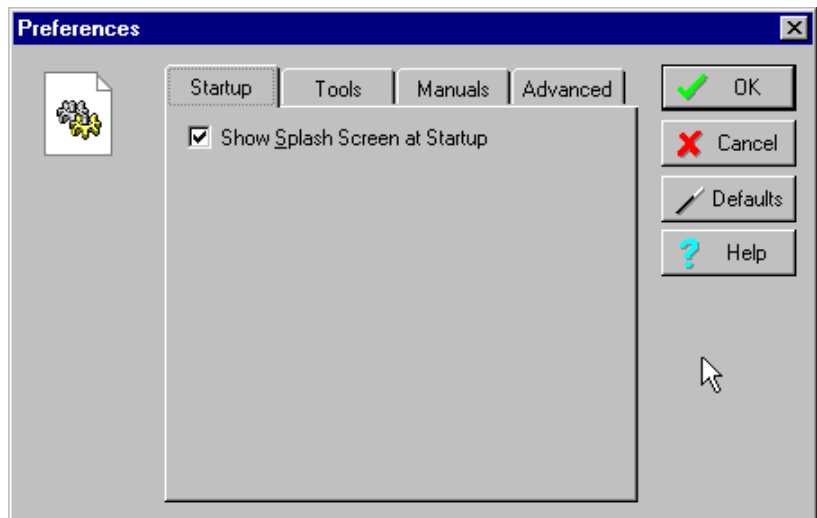 Preferences
Startup Tools Manuals Advanced
Show Splash Screen at Startup
OK
Cancel
Defaults
Help